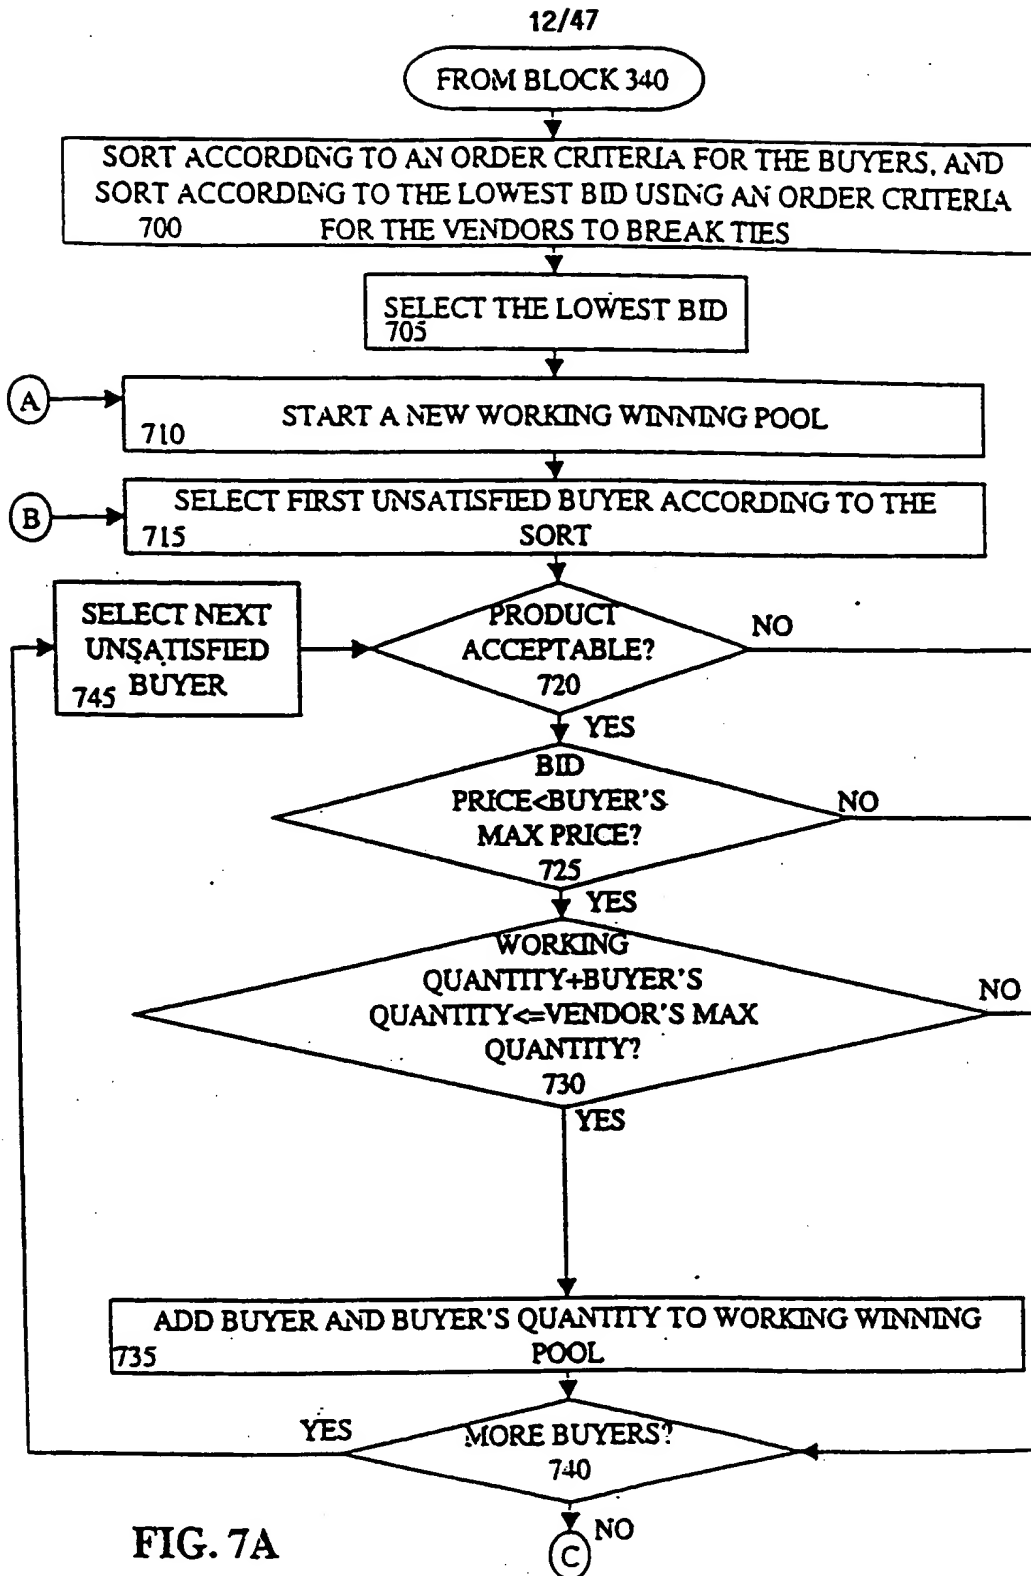 12/47
FROM BLOCK 340
SORT ACCORDING TO AN ORDER CRITERIA FOR THE BUYERS, AND
SORT ACCORDING TO THE LOWEST BID USING AN ORDER CRITERIA
700 FOR THE VENDORS TO BREAK TIES
SELECT THE LOWEST BID
705
A
START A NEW WORKING WINNING POOL
710
B
SELECT FIRST UNSATISFIED BUYER ACCORDING TO THE
715 SORT
SELECT NEXT
UNSATISFIED
745 BUYER
PRODUCT
ACCEPTABLE?
720
NO
YES
BID
PRICE<BUYER'S
MAX PRICE?
725
NO
YES
WORKING
QUANTITY+BUYER'S
QUANTITY<=VENDOR'S MAX
QUANTITY?
730
NO
YES
ADD BUYER AND BUYER'S QUANTITY TO WORKING WINNING
735 POOL
YES
MORE BUYERS?
740
NO
C
FIG. 7A